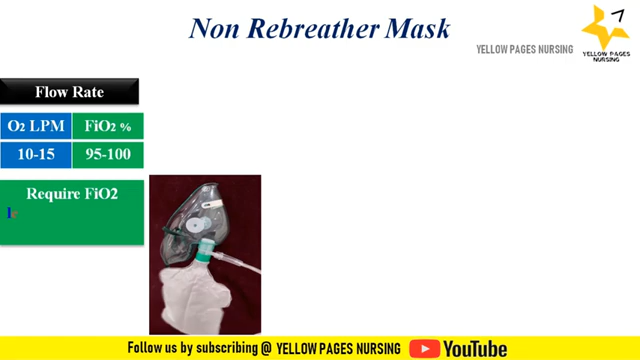 Non Rebreather Mask
YELLOW PAGES NURSING
YELLOW PAGES
NURSING
Flow Rate
O2 LPM FiO2 %
10-15 95-100
Require FiO2
Follow us by subscribing @ YELLOW PAGES NURSING YouTube